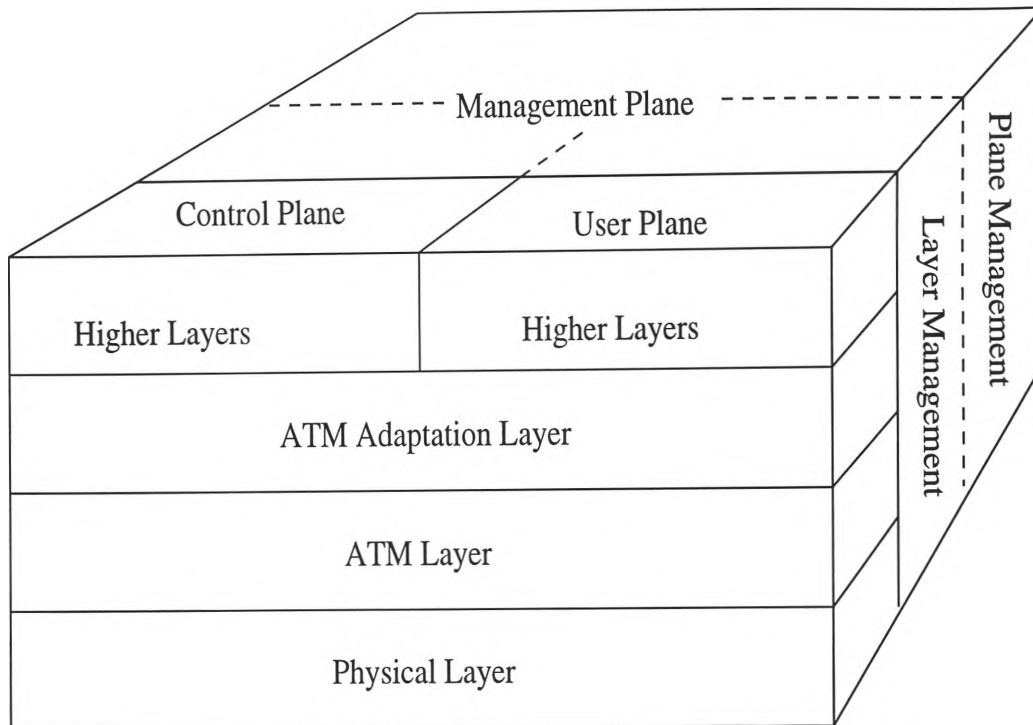 Management Plane
Control Plane
User Plane
Higher Layers
Higher Layers
ATM Adaptation Layer
ATM Layer
Physical Layer
Layer Management
Plane Management